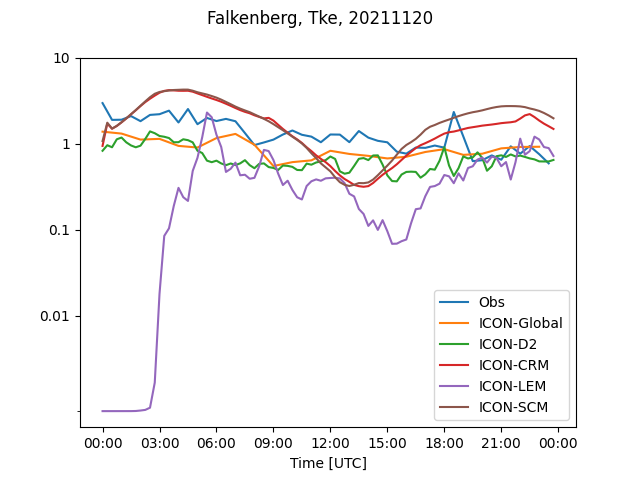 Falkenberg, Tke, 20211120
10
1
0.1
0.01
Obs
ICON-Global
ICON-D2
ICON-CRM
ICON-LEM
ICON-SCM
00:00 03:00 06:00 09:00 12:00 15:00 18:00 21:00 00:00
Time [UTC]